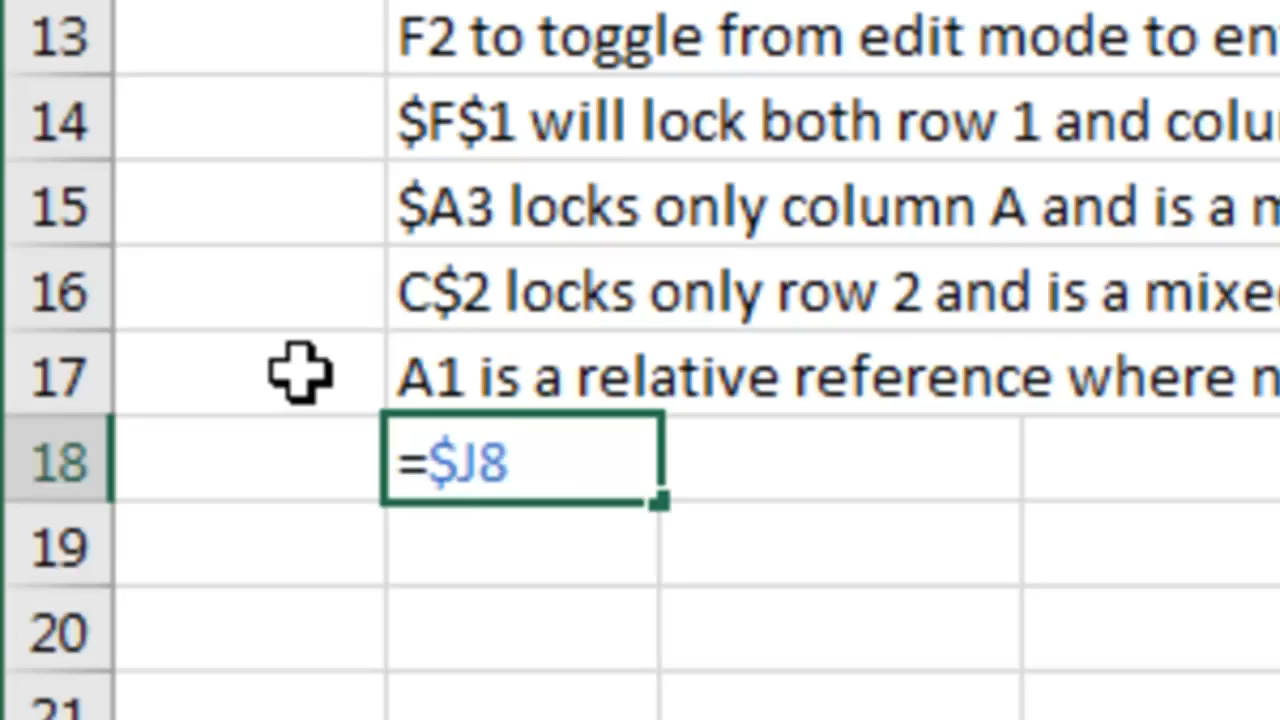 13 F2 to toggle from edit mode to en
14 $F$1 will lock both row 1 and colu
15 $A3 locks only column A and is a m
16 C$2 locks only row 2 and is a mixe
17 A1 is a relative reference where n
18 =$J8
19
20
21